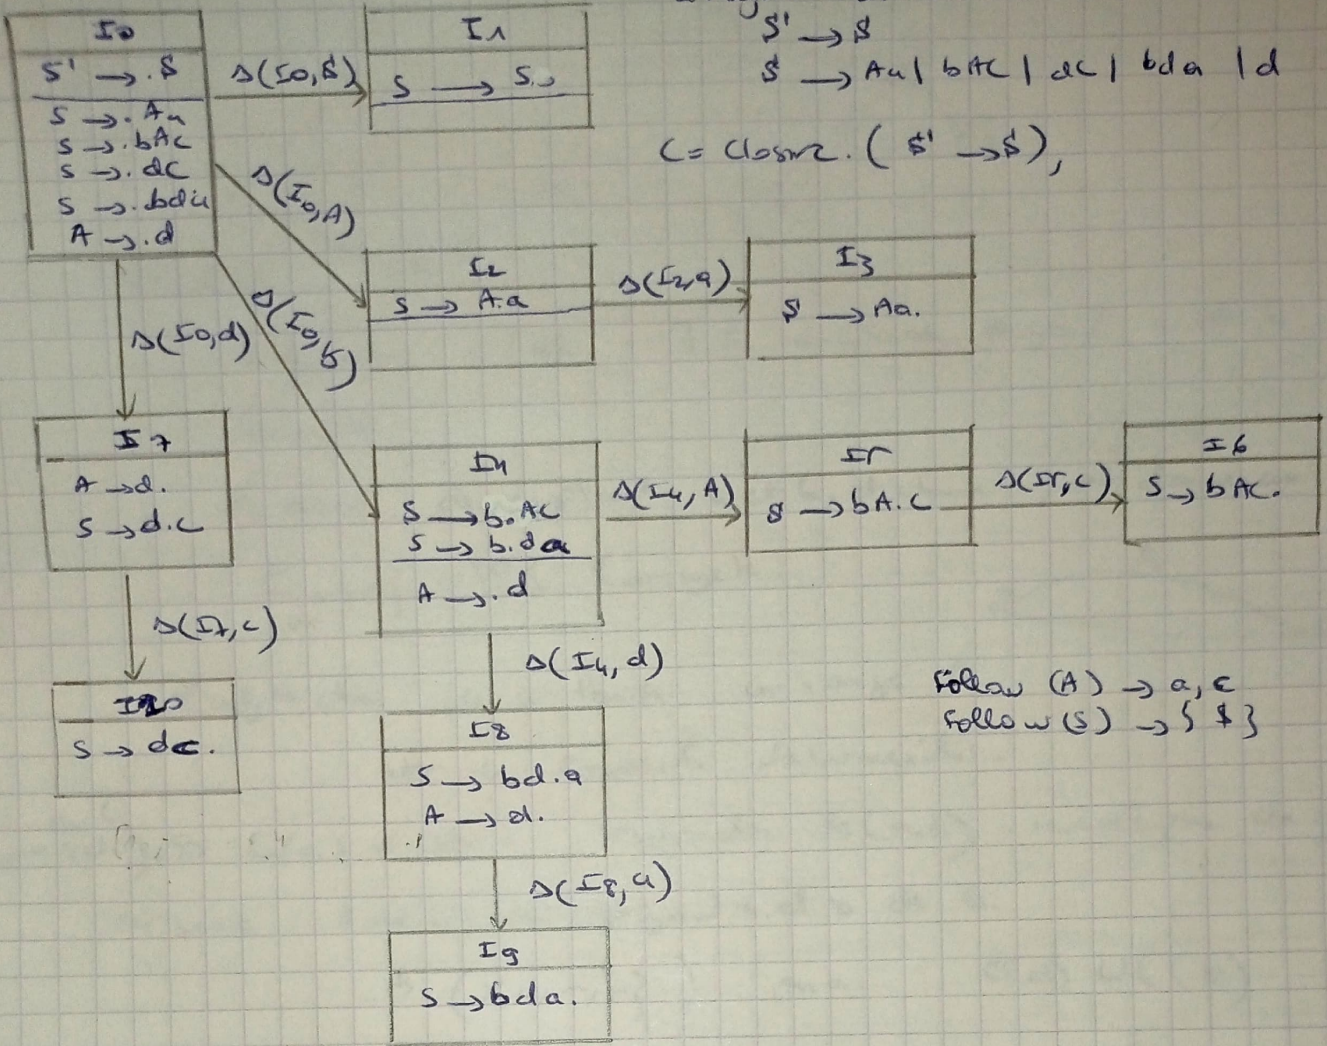 I0
S' → .S
S → .Aa
S → .bAc
S → .dc
S → .bda
A → .d
Δ(I0,S)
I1
S → S.
S' → S
S → Aa | bAc | dc | bda | d
C = Closure. ( S' → S ),
Δ(I0,A)
I2
S → A.a
Δ(I2,a)
I3
S → Aa.
Δ(I0,d)
Δ(I0,b)
I7
A → d.
S → d.c
I4
S → b.Ac
S → b.da
A → .d
Δ(I4,A)
I5
S → bA.c
Δ(I5,c)
I6
S → bAc.
Δ(I7,c)
I10
S → dc.
Δ(I4,d)
I8
S → bd.a
A → d.
Follow (A) → a, c
Follow (S) → { $ }
Δ(I8,a)
I9
S → bda.